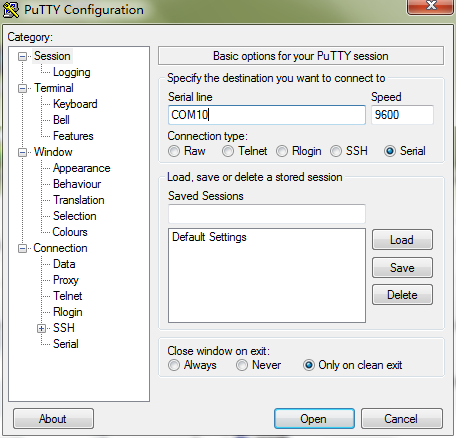 PuTTY Configuration
Category:
Session
Logging
Terminal
Keyboard
Bell
Features
Window
Appearance
Behaviour
Translation
Selection
Colours
Connection
Data
Proxy
Telnet
Rlogin
SSH
Serial
Basic options for your PuTTY session
Specify the destination you want to connect to
Serial line Speed
COM10 9600
Connection type:
Raw Telnet Rlogin SSH Serial
Load, save or delete a stored session
Saved Sessions
Default Settings
Load
Save
Delete
Close window on exit:
Always Never Only on clean exit
About Open Cancel